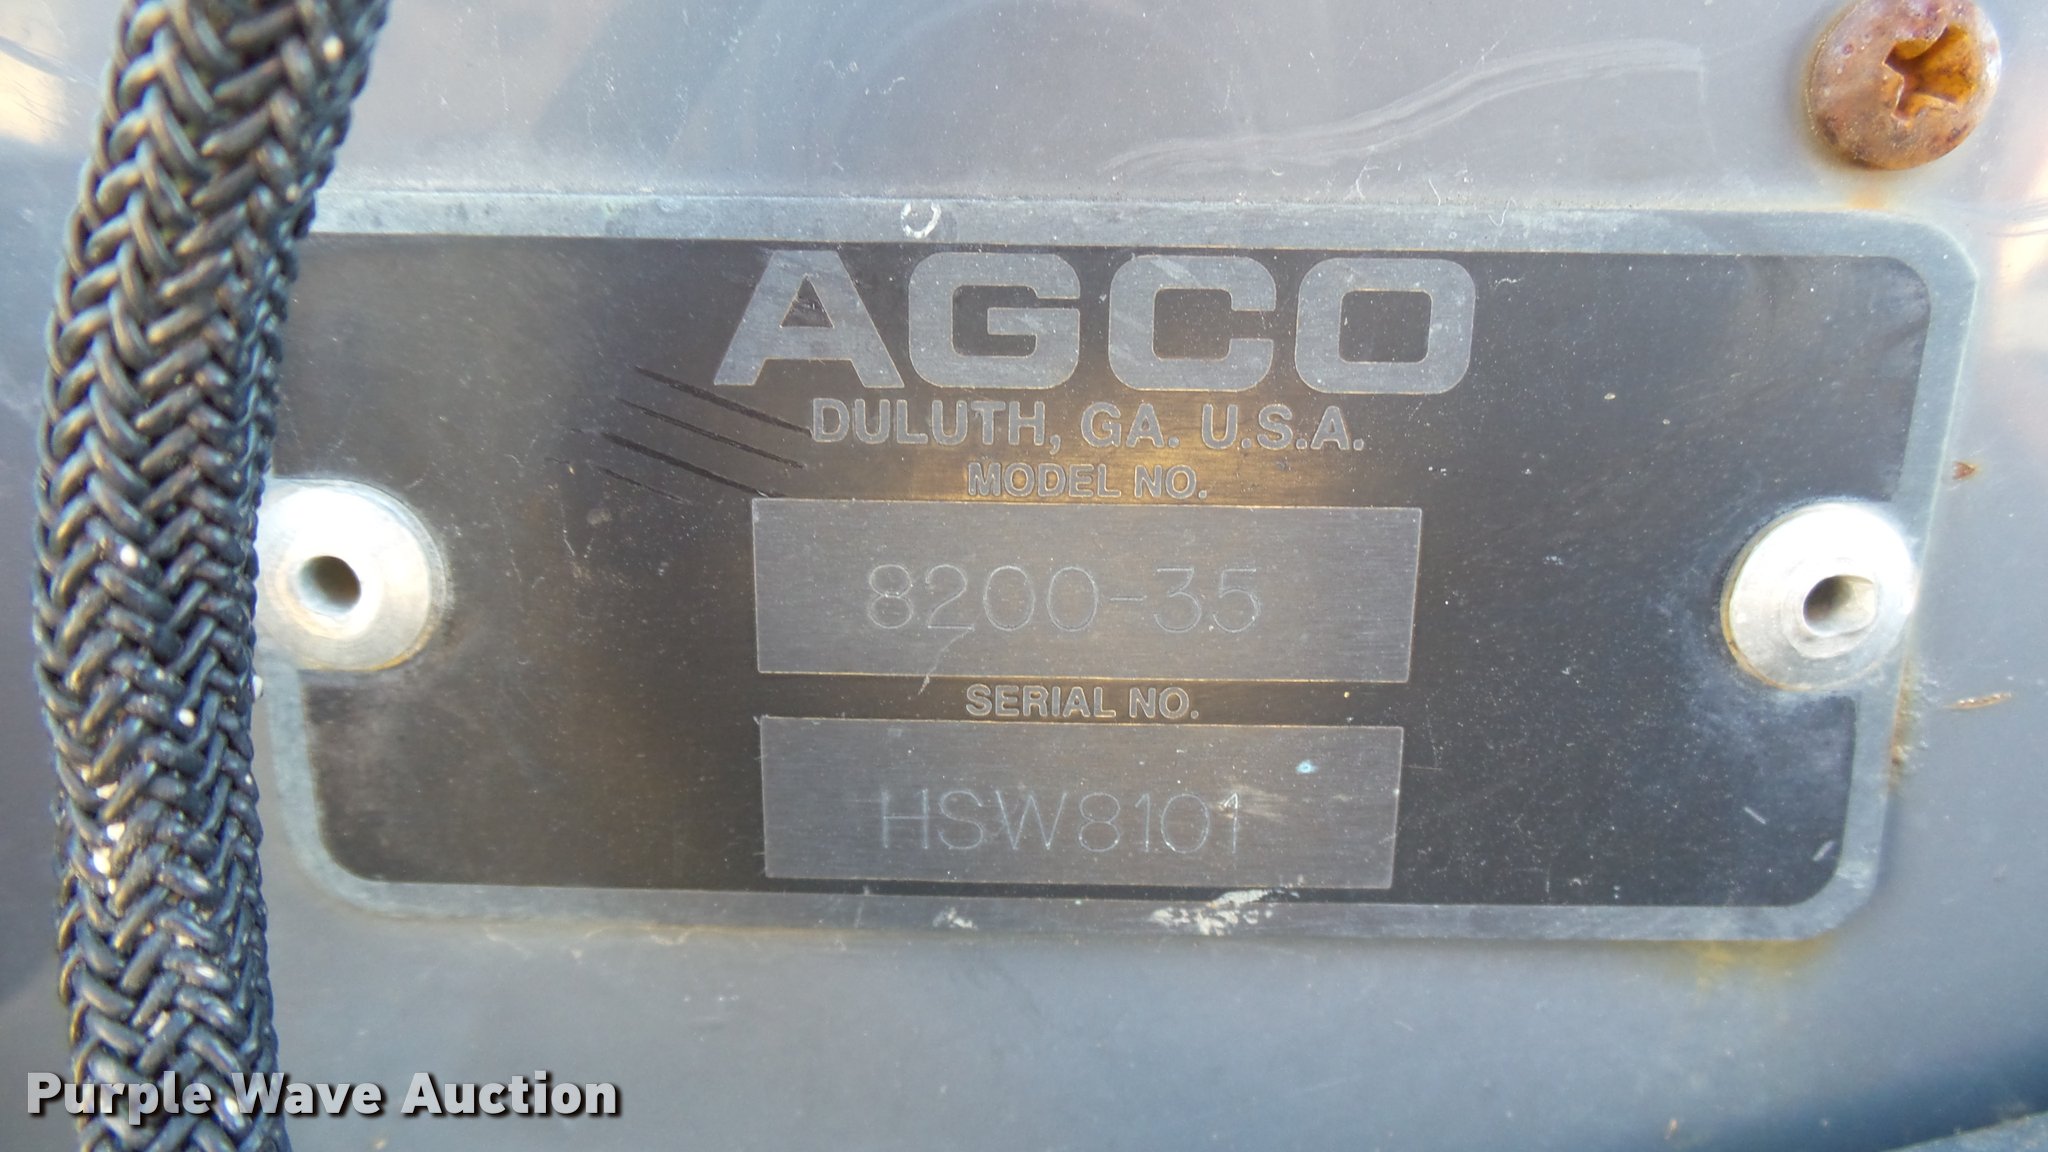 AGCO
DULUTH, GA. U.S.A.
MODEL NO.
8200-35
SERIAL NO.
HSW8101
Purple Wave Auction